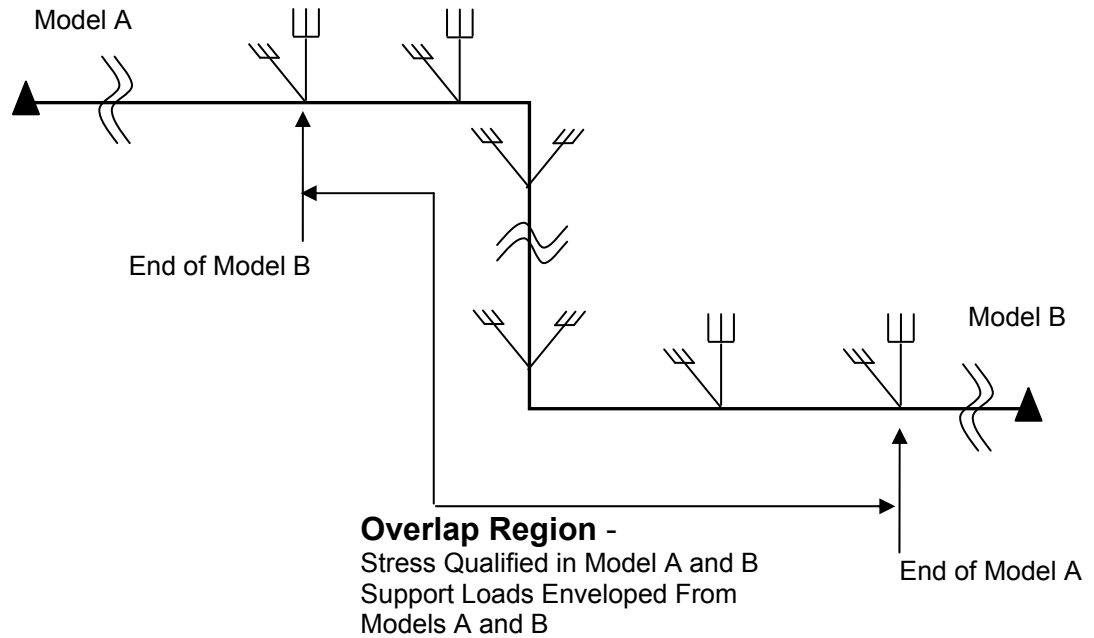 Model A
End of Model B
Model B
Overlap Region -
Stress Qualified in Model A and B
Support Loads Enveloped From
Models A and B
End of Model A